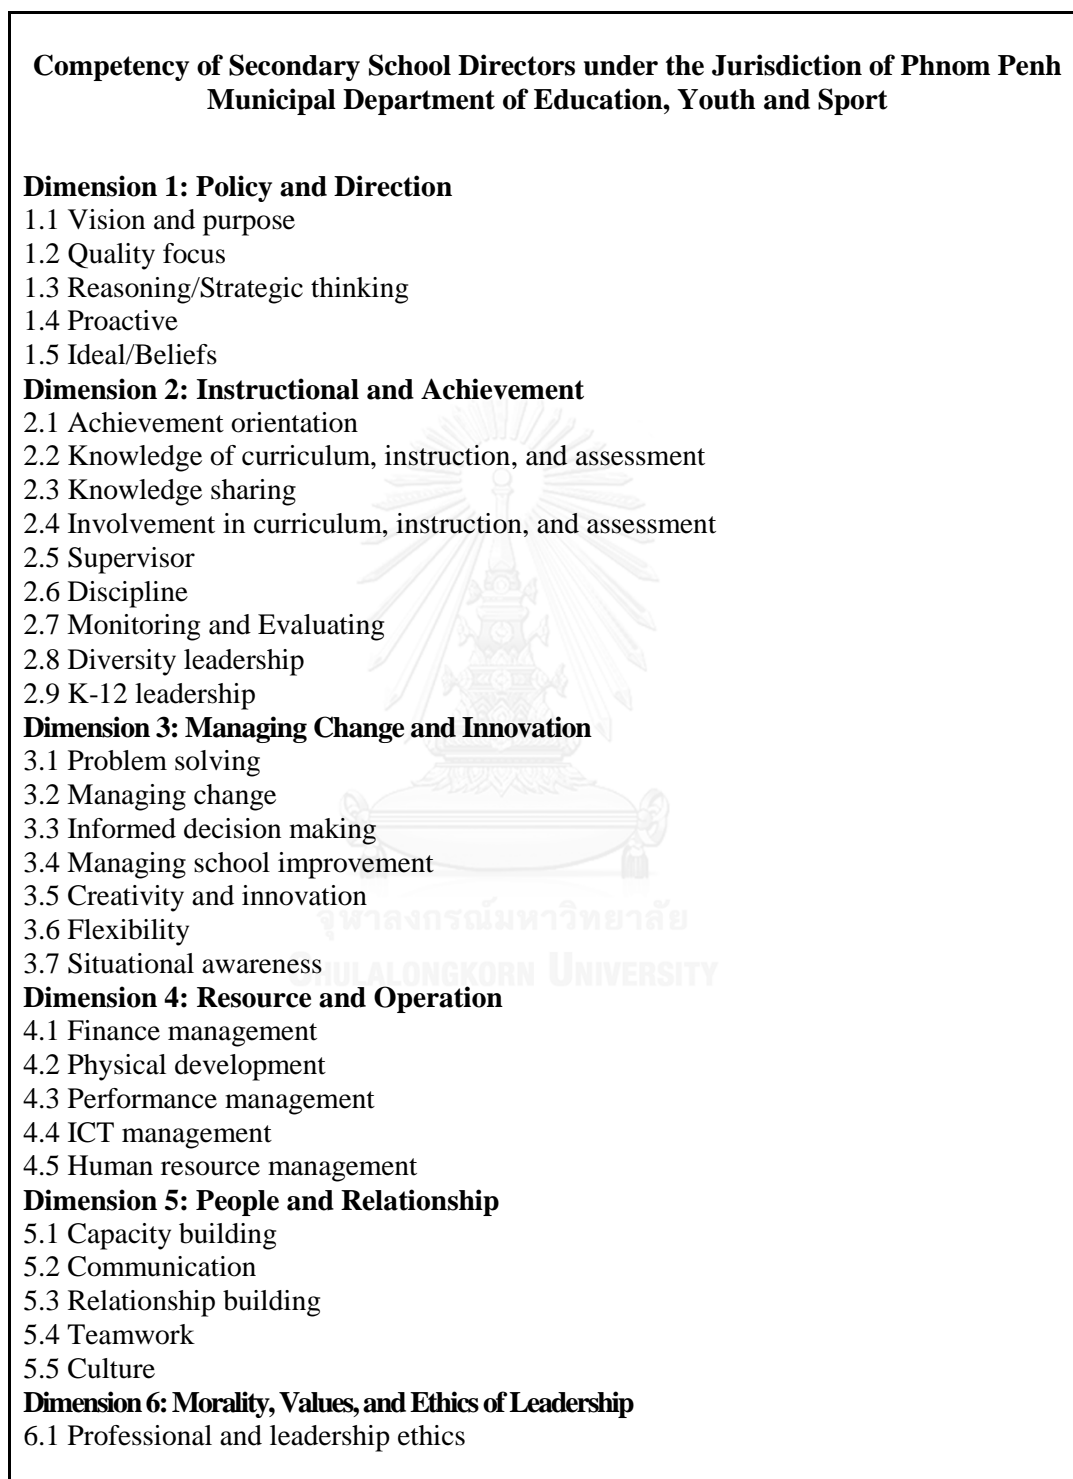 Competency of Secondary School Directors under the Jurisdiction of Phnom Penh
Municipal Department of Education, Youth and Sport
Dimension 1: Policy and Direction
1.1 Vision and purpose
1.2 Quality focus
1.3 Reasoning/Strategic thinking
1.4 Proactive
1.5 Ideal/Beliefs
Dimension 2: Instructional and Achievement
2.1 Achievement orientation
2.2 Knowledge of curriculum, instruction, and assessment
2.3 Knowledge sharing
2.4 Involvement in curriculum, instruction, and assessment
2.5 Supervisor
2.6 Discipline
2.7 Monitoring and Evaluating
2.8 Diversity leadership
2.9 K-12 leadership
Dimension 3: Managing Change and Innovation
3.1 Problem solving
3.2 Managing change
3.3 Informed decision making
3.4 Managing school improvement
3.5 Creativity and innovation
3.6 Flexibility
จุฬาลงกรณ์มหาวิทยาลัย
3.7 Situational awareness
CHULALONGKORN UNIVERSITY
Dimension 4: Resource and Operation
4.1 Finance management
4.2 Physical development
4.3 Performance management
4.4 ICT management
4.5 Human resource management
Dimension 5: People and Relationship
5.1 Capacity building
5.2 Communication
5.3 Relationship building
5.4 Teamwork
5.5 Culture
Dimension 6: Morality, Values, and Ethics of Leadership
6.1 Professional and leadership ethics